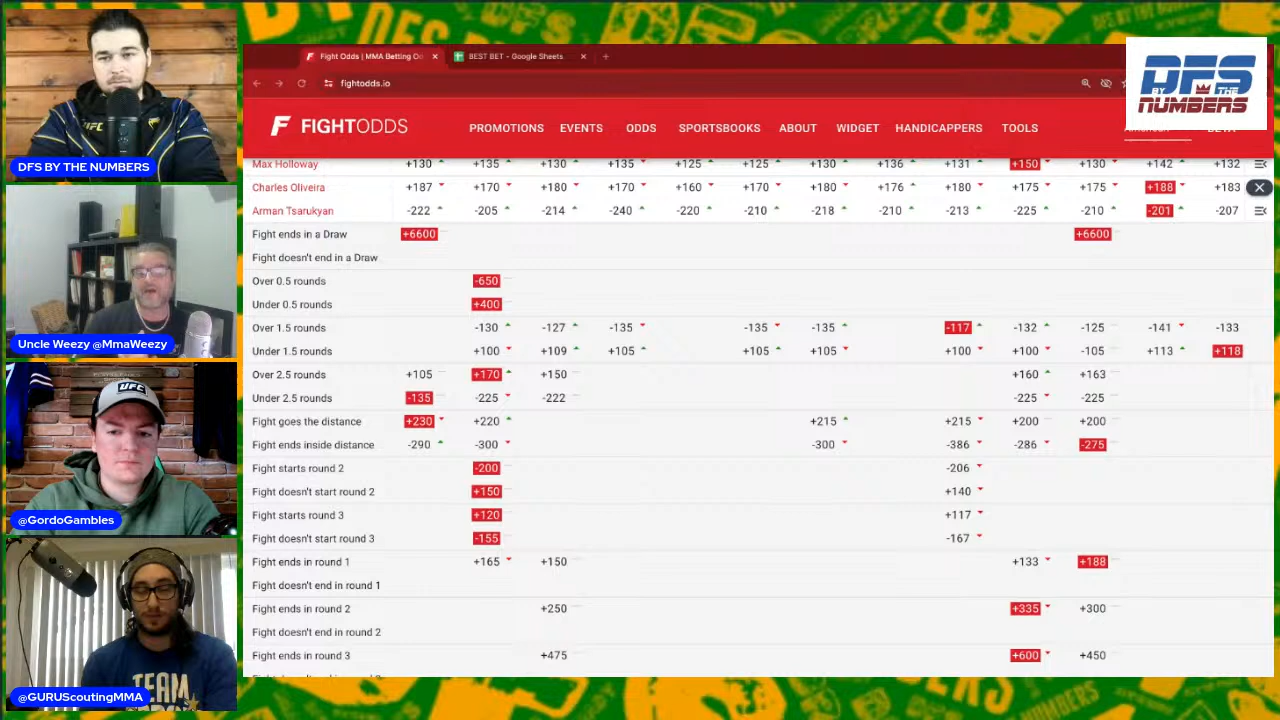 DFS BY THE NUMBERS
Uncle Weezy @MmaWeezy
UFC
@GordoGambles
TEAM
@GURUScoutingMMA
Fight Odds | MMA Betting Od
BEST BET - Google Sheets
fightodds.io
DFS
BY THE
NUMBERS
FIGHTODDS
PROMOTIONS EVENTS ODDS SPORTSBOOKS ABOUT WIDGET HANDICAPPERS TOOLS
Max Holloway +130 +135 +130 +135 +125 +125 +130 +136 +131 +150 +130 +142 +132
Charles Oliveira +187 +170 +180 +170 +160 +170 +180 +176 +180 +175 +175 +188 +183
Arman Tsarukyan -222 -205 -214 -240 -220 -210 -218 -210 -213 -225 -210 -201 -207
Fight ends in a Draw +6600 +6600
Fight doesn't end in a Draw
Over 0.5 rounds -650
Under 0.5 rounds +400
Over 1.5 rounds -130 -127 -135 -135 -135 -117 -132 -125 -141 -133
Under 1.5 rounds +100 +109 +105 +105 +105 +100 +100 -105 +113 +118
Over 2.5 rounds +105 +170 +150 +160 +163
Under 2.5 rounds -135 -225 -222 -225 -225
Fight goes the distance +230 +220 +215 +215 +200 +200
Fight ends inside distance -290 -300 -300 -386 -286 -275
Fight starts round 2 -200 -206
Fight doesn't start round 2 +150 +140
Fight starts round 3 +120 +117
Fight doesn't start round 3 -155 -167
Fight ends in round 1 +165 +150 +133 +188
Fight doesn't end in round 1
Fight ends in round 2 +250 +335 +300
Fight doesn't end in round 2
Fight ends in round 3 +475 +600 +450